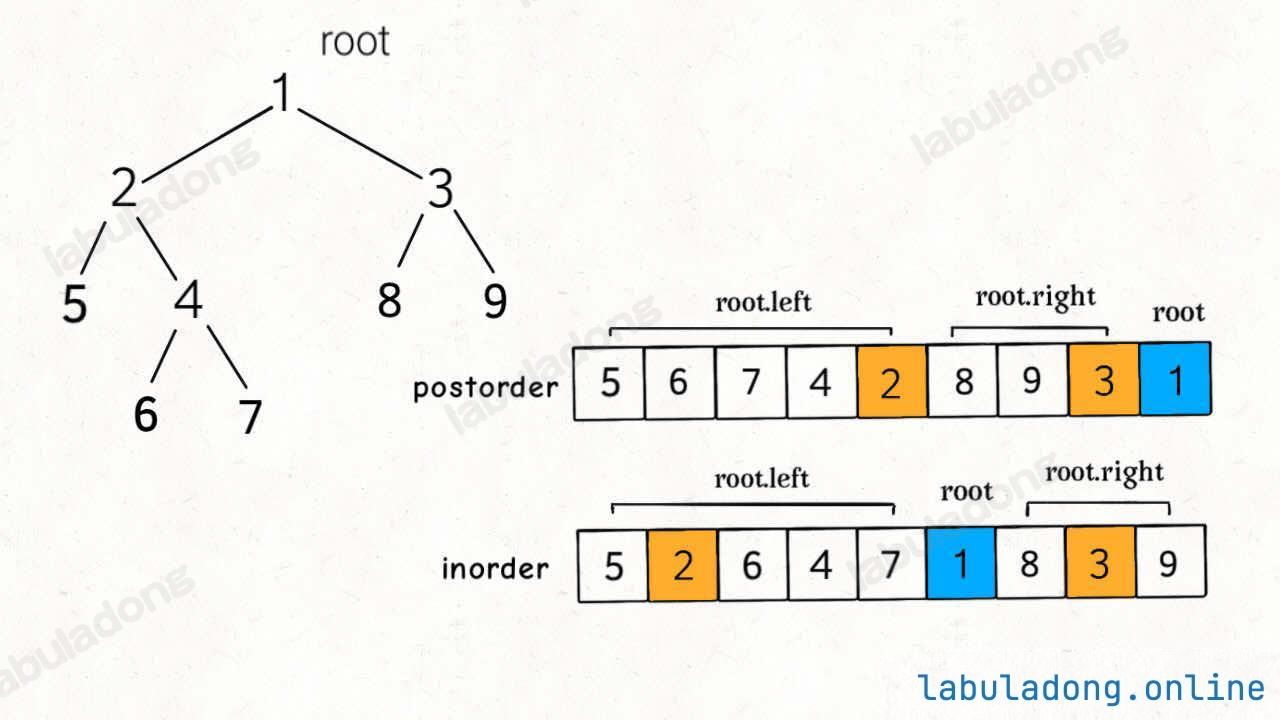 root
1
2 3
5 4 8 9
6 7
root.left root.right root
postorder 5 6 7 4 2 8 9 3 1
root.left root root.right
inorder 5 2 6 4 7 1 8 3 9
labuladong.online
labuladong
labuladong
labuladong
labuladong
labuladong